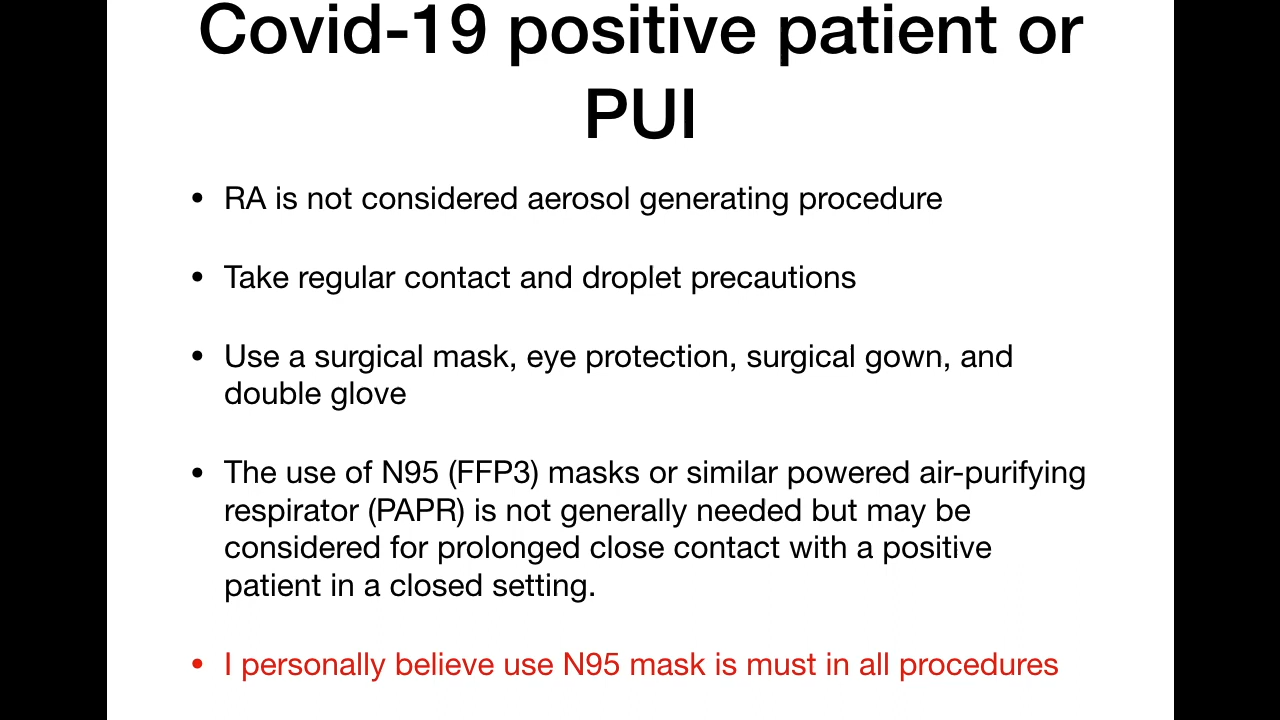 Covid-19 positive patient or
PUI
• RA is not considered aerosol generating procedure
• Take regular contact and droplet precautions
• Use a surgical mask, eye protection, surgical gown, and
double glove
• The use of N95 (FFP3) masks or similar powered air-purifying
respirator (PAPR) is not generally needed but may be
considered for prolonged close contact with a positive
patient in a closed setting.
• I personally believe use N95 mask is must in all procedures